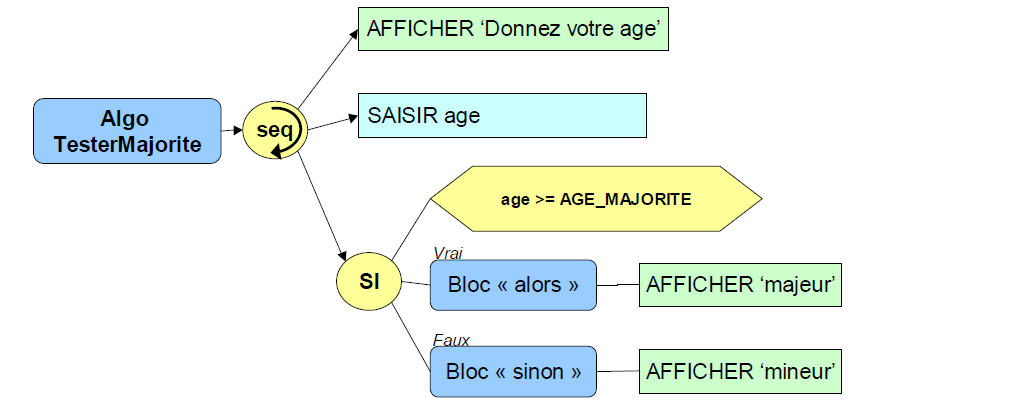 AFFICHER ‘Donnez votre age’
Algo
TesterMajorite
seq
SAISIR age
age >= AGE_MAJORITE
SI
Vrai
Bloc « alors »
AFFICHER ‘majeur’
Faux
Bloc « sinon »
AFFICHER ‘mineur’